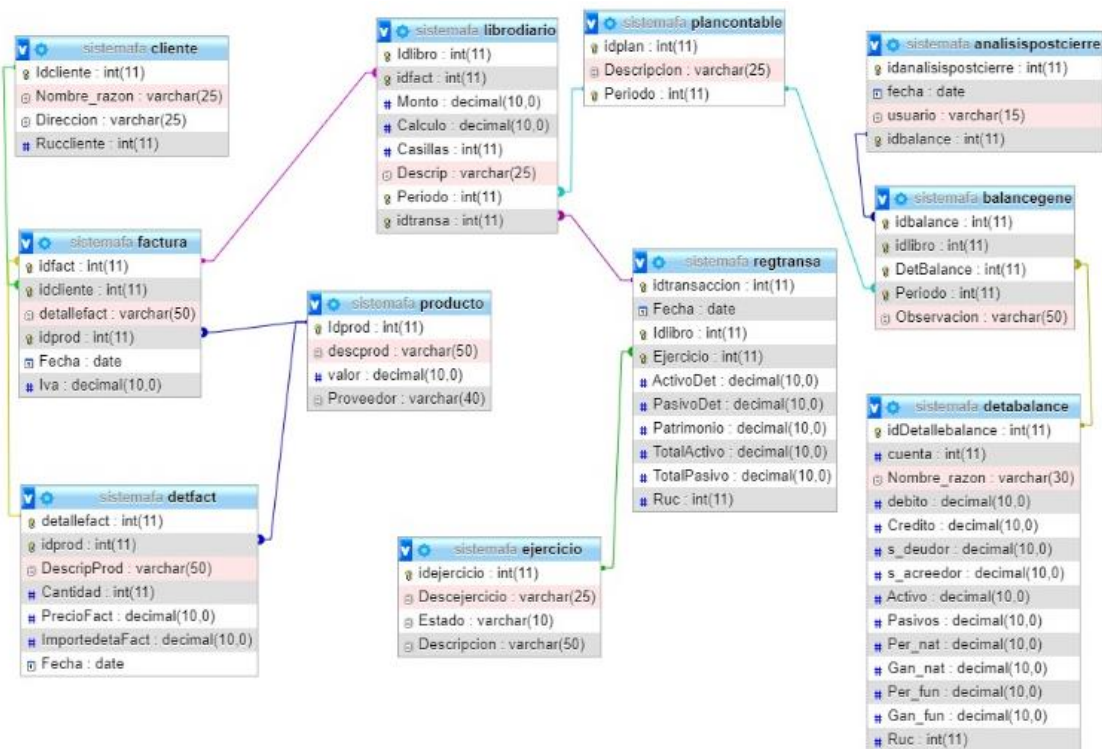 sistemafa cliente
Idcliente : int(11)
Nombre_razon : varchar(25)
Direccion : varchar(25)
Ruccliente : int(11)
sistemafa librodiario
Idlibro : int(11)
idfact : int(11)
Monto : decimal(10,0)
Calculo : decimal(10,0)
Casillas : int(11)
Descrip : varchar(25)
Periodo : int(11)
idtransa : int(11)
sistemafa plancontable
idplan : int(11)
Descripcion : varchar(25)
Periodo : int(11)
sistemafa analisispostcierre
idanalisispostcierre : int(11)
fecha : date
usuario : varchar(15)
idbalance : int(11)
sistemafa balancegene
idbalance : int(11)
idlibro : int(11)
DetBalance : int(11)
Periodo : int(11)
Observacion : varchar(50)
sistemafa factura
idfact : int(11)
idcliente : int(11)
detallefact : varchar(50)
idprod : int(11)
Fecha : date
Iva : decimal(10,0)
sistemafa producto
Idprod : int(11)
descprod : varchar(50)
valor : decimal(10,0)
Proveedor : varchar(40)
sistemafa regtransa
idtransaccion : int(11)
Fecha : date
Idlibro : int(11)
Ejercicio : int(11)
ActivoDet : decimal(10,0)
PasivoDet : decimal(10,0)
Patrimonio : decimal(10,0)
TotalActivo : decimal(10,0)
TotalPasivo : decimal(10,0)
Ruc : int(11)
sistemafa detabalance
idDetallebalance : int(11)
cuenta : int(11)
Nombre_razon : varchar(30)
debito : decimal(10,0)
Credito : decimal(10,0)
s_deudor : decimal(10,0)
s_acreedor : decimal(10,0)
Activo : decimal(10,0)
Pasivos : decimal(10,0)
Per_nat : decimal(10,0)
Gan_nat : decimal(10,0)
Per_fun : decimal(10,0)
Gan_fun : decimal(10,0)
Ruc : int(11)
sistemafa detfact
detallefact : int(11)
idprod : int(11)
DescripProd : varchar(50)
Cantidad : int(11)
PrecioFact : decimal(10,0)
ImportedetaFact : decimal(10,0)
Fecha : date
sistemafa ejercicio
idejercicio : int(11)
Descejercicio : varchar(25)
Estado : varchar(10)
Descripcion : varchar(50)